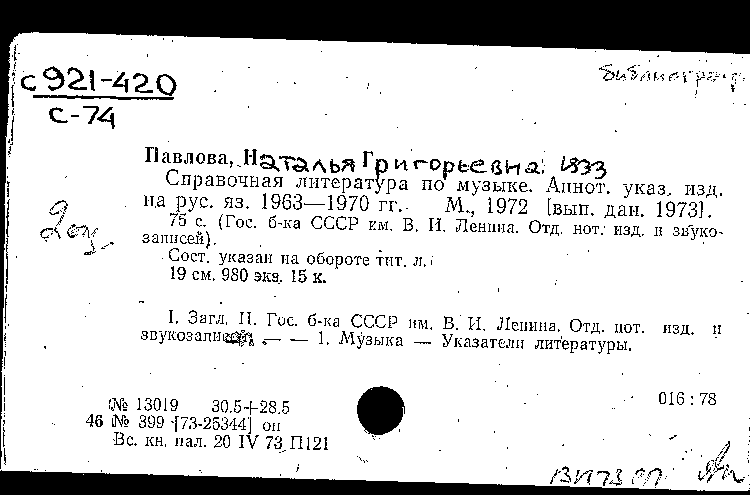 с921-420
с-74
Павлова, Наталья Григорьевна. 1933
Справочная литература по музыке. Аннот. указ. изд.
на рус. яз. 1963—1970 гг. М., 1972 [вып. дан. 1973].
75 с. (Гос. б-ка СССР им. В. И. Ленина. Отд. нот. изд. и звуко-
записей).
Сост. указан на обороте тит. л.
19 см. 980 экз. 15 к.
2оз.
I. Загл. II. Гос. б-ка СССР им. В. И. Ленина. Отд. нот. изд. и
звукозаписей. — — 1. Музыка — Указатели литературы.
№ 13019 30.5+28.5
016 : 78
46 № 399 [73-25344] он
Вс. кн. пал. 20 IV 73 П121